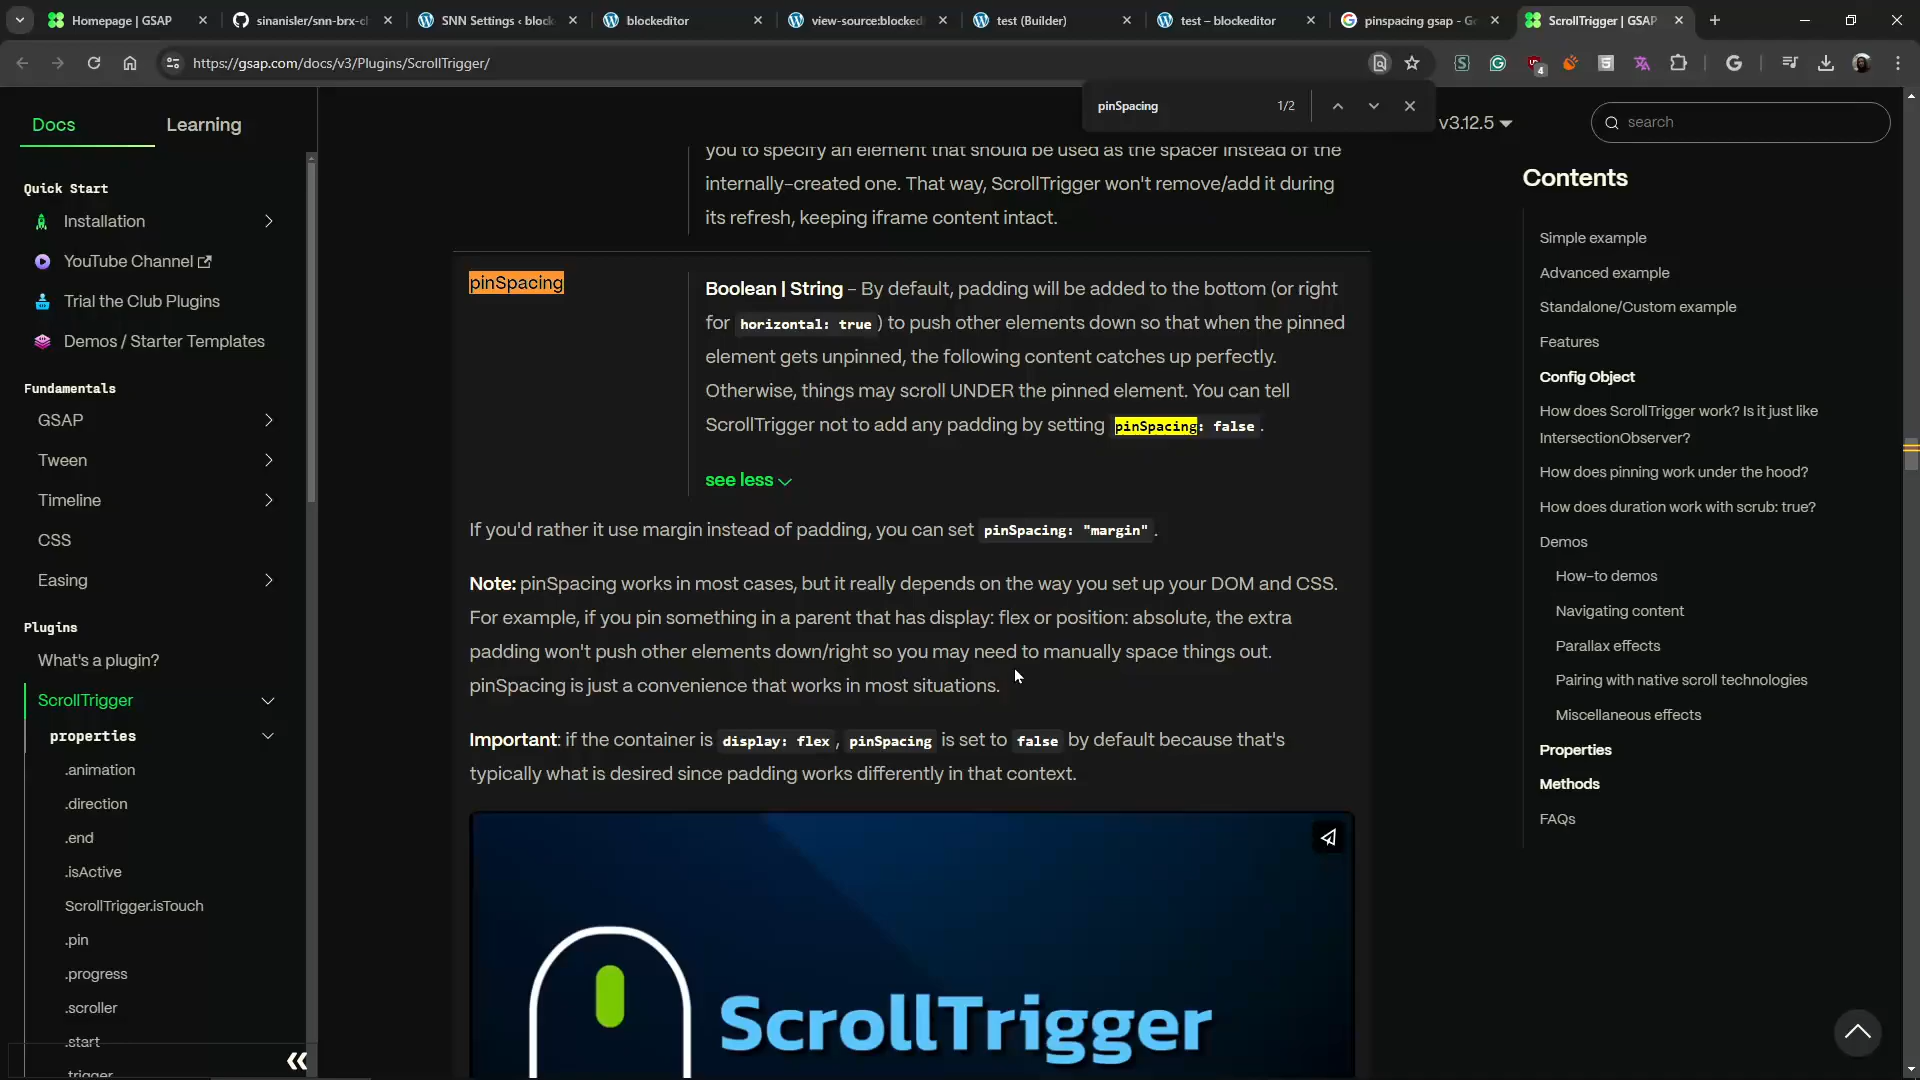 Homepage | GSAP
sinanisler/snn-brx-cl
SNN Settings ‹ block
blockeditor
view-source:blockedi
test (Builder)
test – blockeditor
pinspacing gsap - Go
ScrollTrigger | GSAP
https://gsap.com/docs/v3/Plugins/ScrollTrigger/
4
pinSpacing
1/2
Docs
Learning
v3.12.5
search
Quick Start
Installation
YouTube Channel
Trial the Club Plugins
Demos / Starter Templates
Fundamentals
GSAP
Tween
Timeline
CSS
Easing
Plugins
What's a plugin?
ScrollTrigger
properties
.animation
.direction
.end
.isActive
ScrollTrigger.isTouch
.pin
.progress
.scroller
.start
.trigger
you to specify an element that should be used as the spacer instead of the
internally-created one. That way, ScrollTrigger won't remove/add it during
its refresh, keeping iframe content intact.
pinSpacing
Boolean | String - By default, padding will be added to the bottom (or right
for horizontal: true ) to push other elements down so that when the pinned
element gets unpinned, the following content catches up perfectly.
Otherwise, things may scroll UNDER the pinned element. You can tell
ScrollTrigger not to add any padding by setting pinSpacing: false .
see less
If you'd rather it use margin instead of padding, you can set pinSpacing: "margin" .
Note: pinSpacing works in most cases, but it really depends on the way you set up your DOM and CSS.
For example, if you pin something in a parent that has display: flex or position: absolute, the extra
padding won't push other elements down/right so you may need to manually space things out.
pinSpacing is just a convenience that works in most situations.
Important: if the container is display: flex , pinSpacing is set to false by default because that's
typically what is desired since padding works differently in that context.
ScrollTrigger
Contents
Simple example
Advanced example
Standalone/Custom example
Features
Config Object
How does ScrollTrigger work? Is it just like
IntersectionObserver?
How does pinning work under the hood?
How does duration work with scrub: true?
Demos
How-to demos
Navigating content
Parallax effects
Pairing with native scroll technologies
Miscellaneous effects
Properties
Methods
FAQs